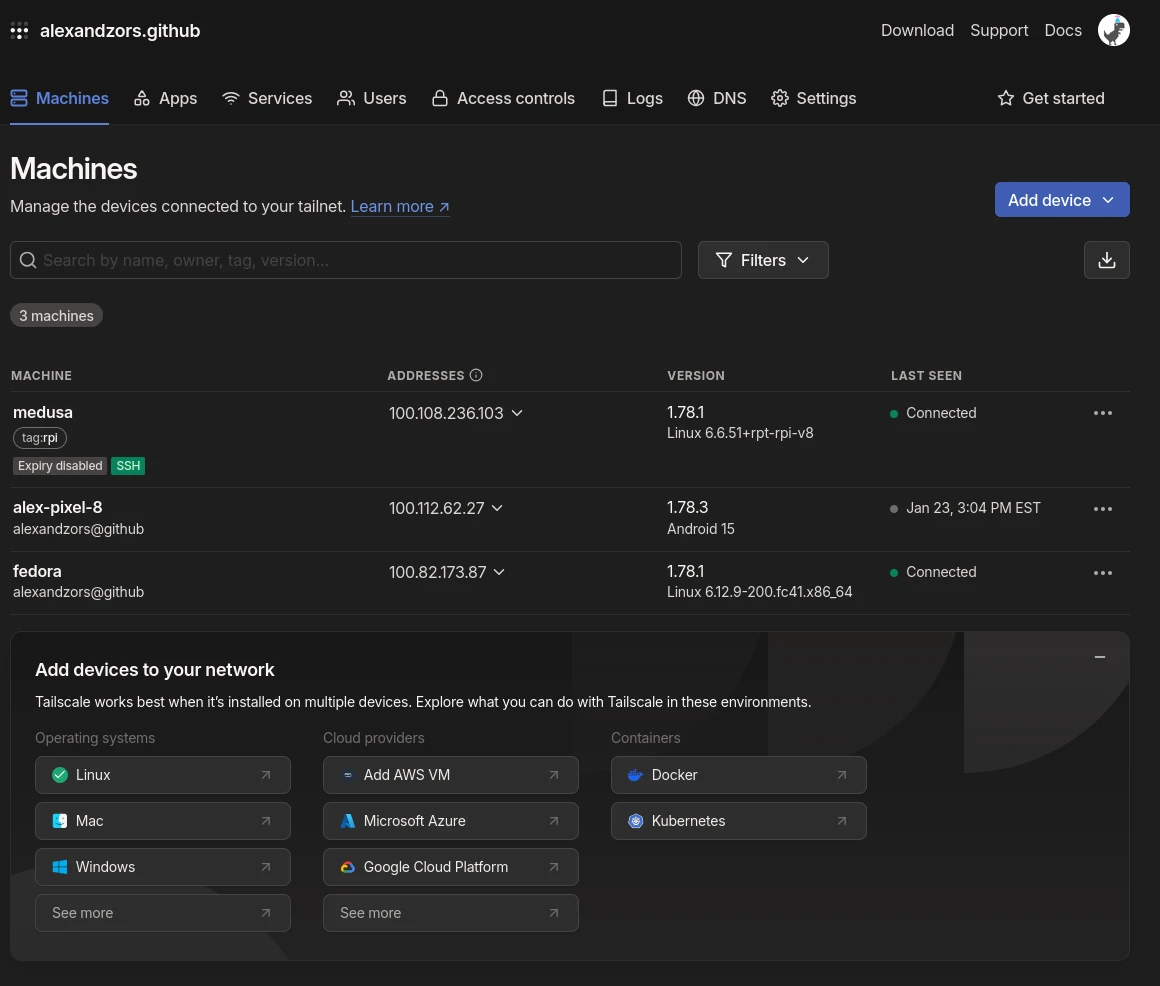 alexandzors.github
Download Support Docs
Machines Apps Services Users Access controls Logs DNS Settings Get started
Machines
Manage the devices connected to your tailnet. Learn more ↗
Add device
Search by name, owner, tag, version...
Filters
3 machines
MACHINE ADDRESSES VERSION LAST SEEN
medusa 100.108.236.103 1.78.1 Connected
tag:rpi Linux 6.6.51+rpt-rpi-v8
Expiry disabled SSH
alex-pixel-8 100.112.62.27 1.78.3 Jan 23, 3:04 PM EST
alexandzors@github Android 15
fedora 100.82.173.87 1.78.1 Connected
alexandzors@github Linux 6.12.9-200.fc41.x86_64
Add devices to your network
Tailscale works best when it’s installed on multiple devices. Explore what you can do with Tailscale in these environments.
Operating systems Cloud providers Containers
Linux Add AWS VM Docker
Mac Microsoft Azure Kubernetes
Windows Google Cloud Platform
See more See more